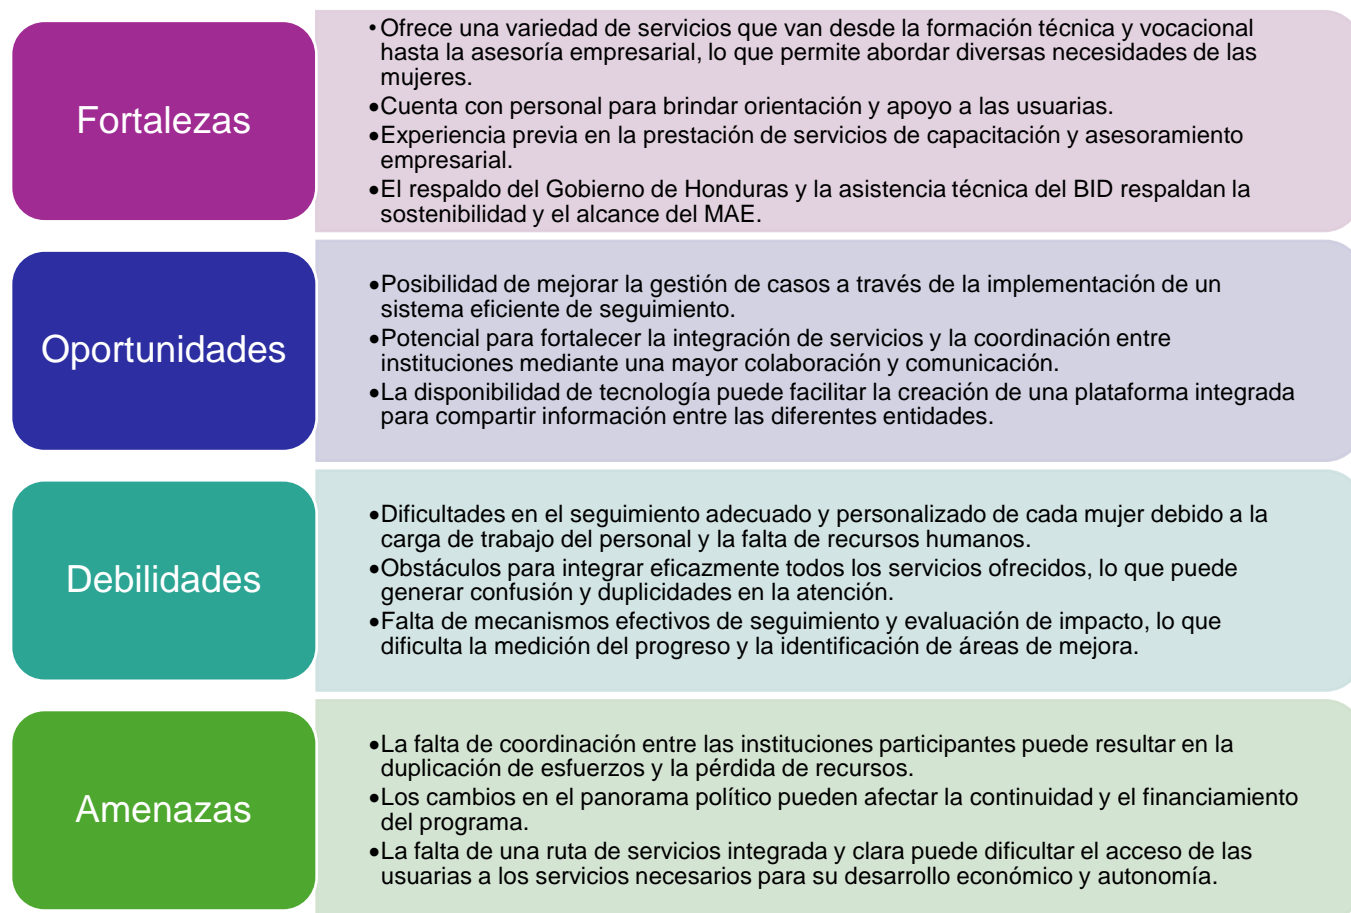 Fortalezas
• Ofrece una variedad de servicios que van desde la formación técnica y vocacional
hasta la asesoría empresarial, lo que permite abordar diversas necesidades de las
mujeres.
•Cuenta con personal para brindar orientación y apoyo a las usuarias.
•Experiencia previa en la prestación de servicios de capacitación y asesoramiento
empresarial.
•El respaldo del Gobierno de Honduras y la asistencia técnica del BID respaldan la
sostenibilidad y el alcance del MAE.
Oportunidades
•Posibilidad de mejorar la gestión de casos a través de la implementación de un
sistema eficiente de seguimiento.
•Potencial para fortalecer la integración de servicios y la coordinación entre
instituciones mediante una mayor colaboración y comunicación.
•La disponibilidad de tecnología puede facilitar la creación de una plataforma integrada
para compartir información entre las diferentes entidades.
Debilidades
•Dificultades en el seguimiento adecuado y personalizado de cada mujer debido a la
carga de trabajo del personal y la falta de recursos humanos.
•Obstáculos para integrar eficazmente todos los servicios ofrecidos, lo que puede
generar confusión y duplicidades en la atención.
•Falta de mecanismos efectivos de seguimiento y evaluación de impacto, lo que
dificulta la medición del progreso y la identificación de áreas de mejora.
Amenazas
•La falta de coordinación entre las instituciones participantes puede resultar en la
duplicación de esfuerzos y la pérdida de recursos.
•Los cambios en el panorama político pueden afectar la continuidad y el financiamiento
del programa.
•La falta de una ruta de servicios integrada y clara puede dificultar el acceso de las
usuarias a los servicios necesarios para su desarrollo económico y autonomía.